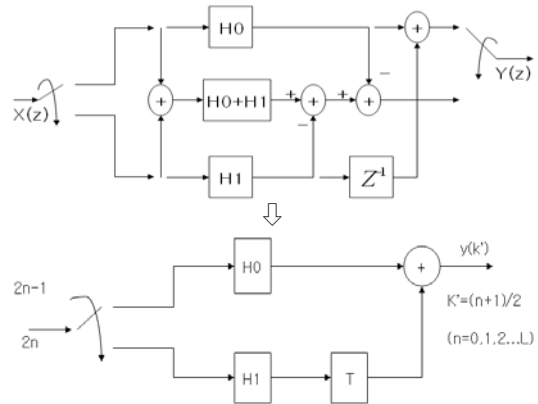 H0
+
−
Y(z)
X(z)
+
H0+H1
+
+
+
+
−
H1
Z⁻¹
2n-1
2n
H0
+
y(k')
K'=(n+1)/2
(n=0,1,2...L)
H1
T